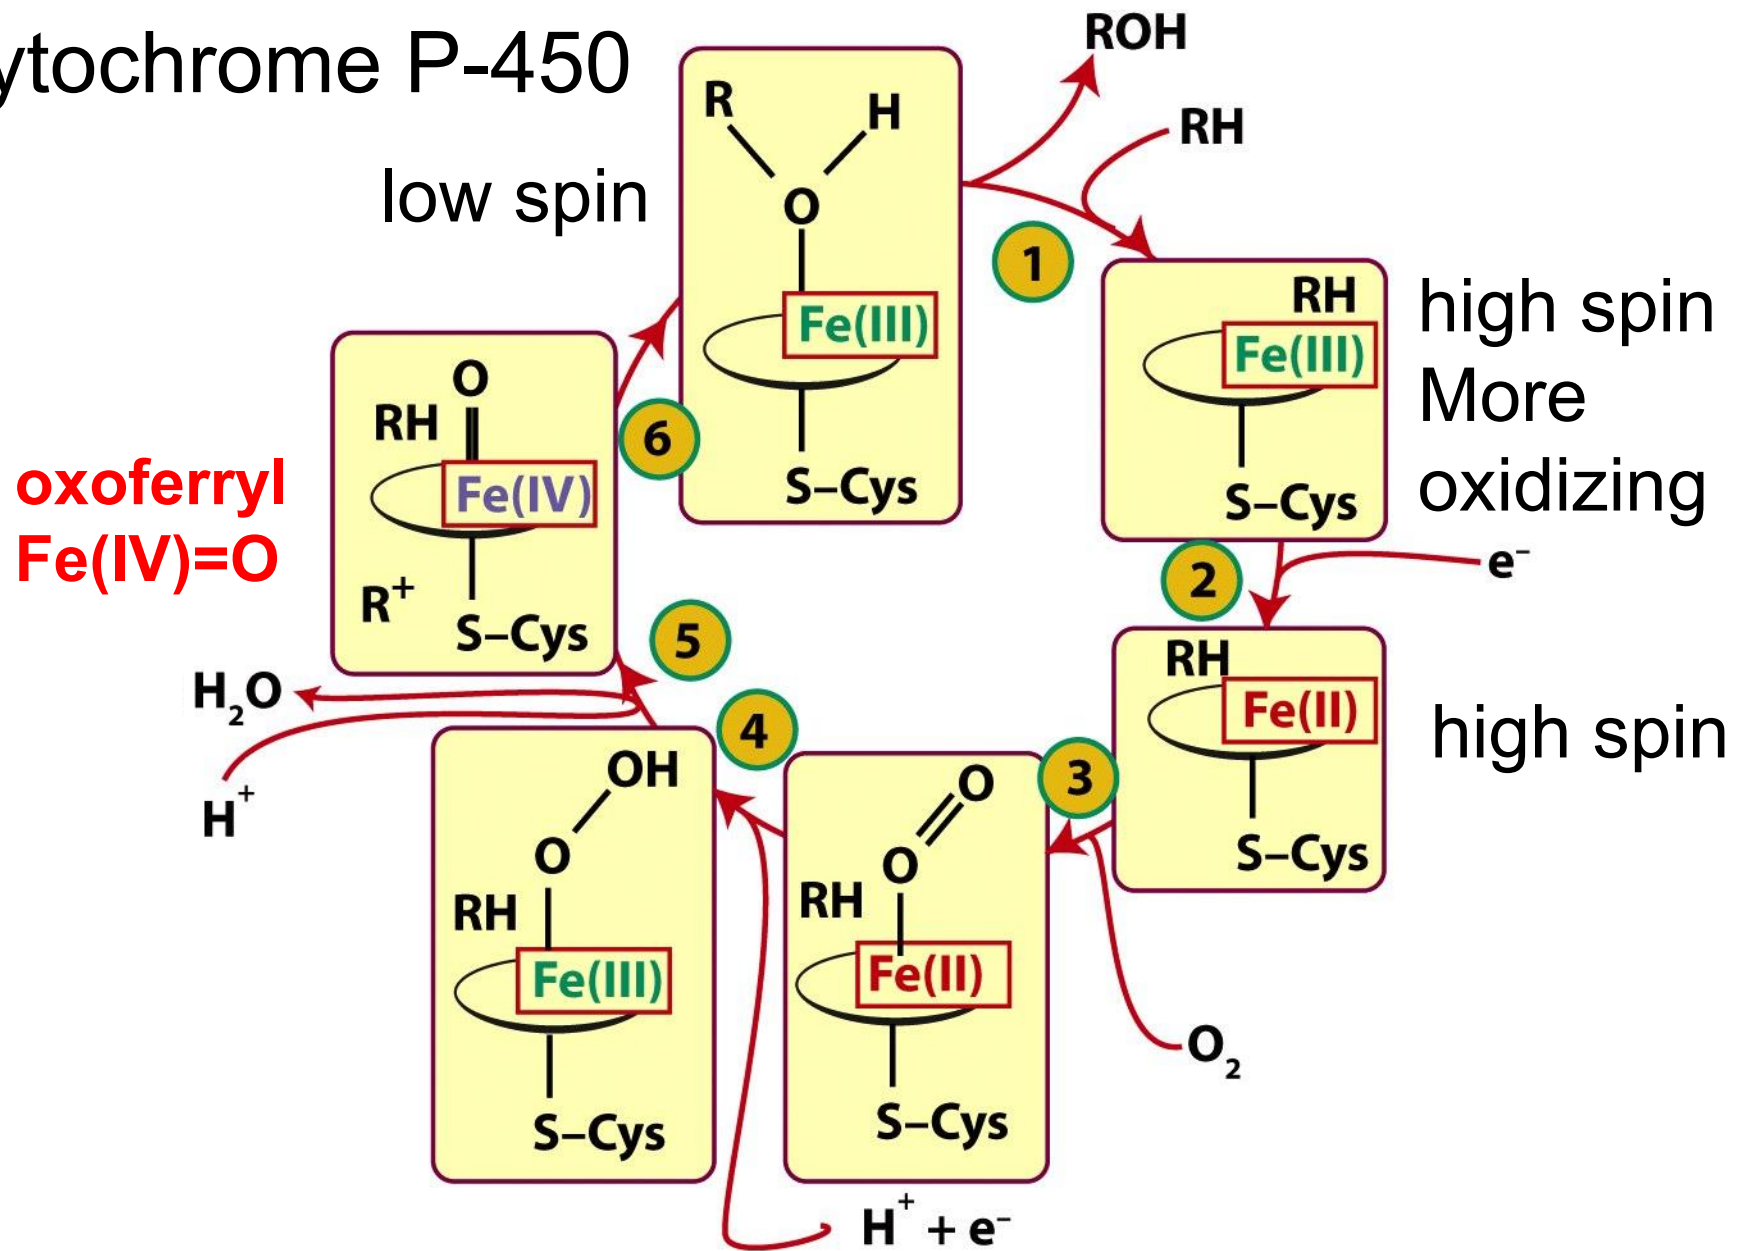 ytochrome P-450
low spin
ROH
RH
R
H
O
Fe(III)
S–Cys
1
RH
Fe(III)
S–Cys
high spin
More
oxidizing
2
e⁻
RH
Fe(II)
S–Cys
high spin
3
O₂
O
O
RH
Fe(II)
S–Cys
4
H⁺ + e⁻
OH
O
RH
Fe(III)
S–Cys
5
H₂O
H⁺
O
RH
Fe(IV)
R⁺
S–Cys
oxoferryl
Fe(IV)=O
6